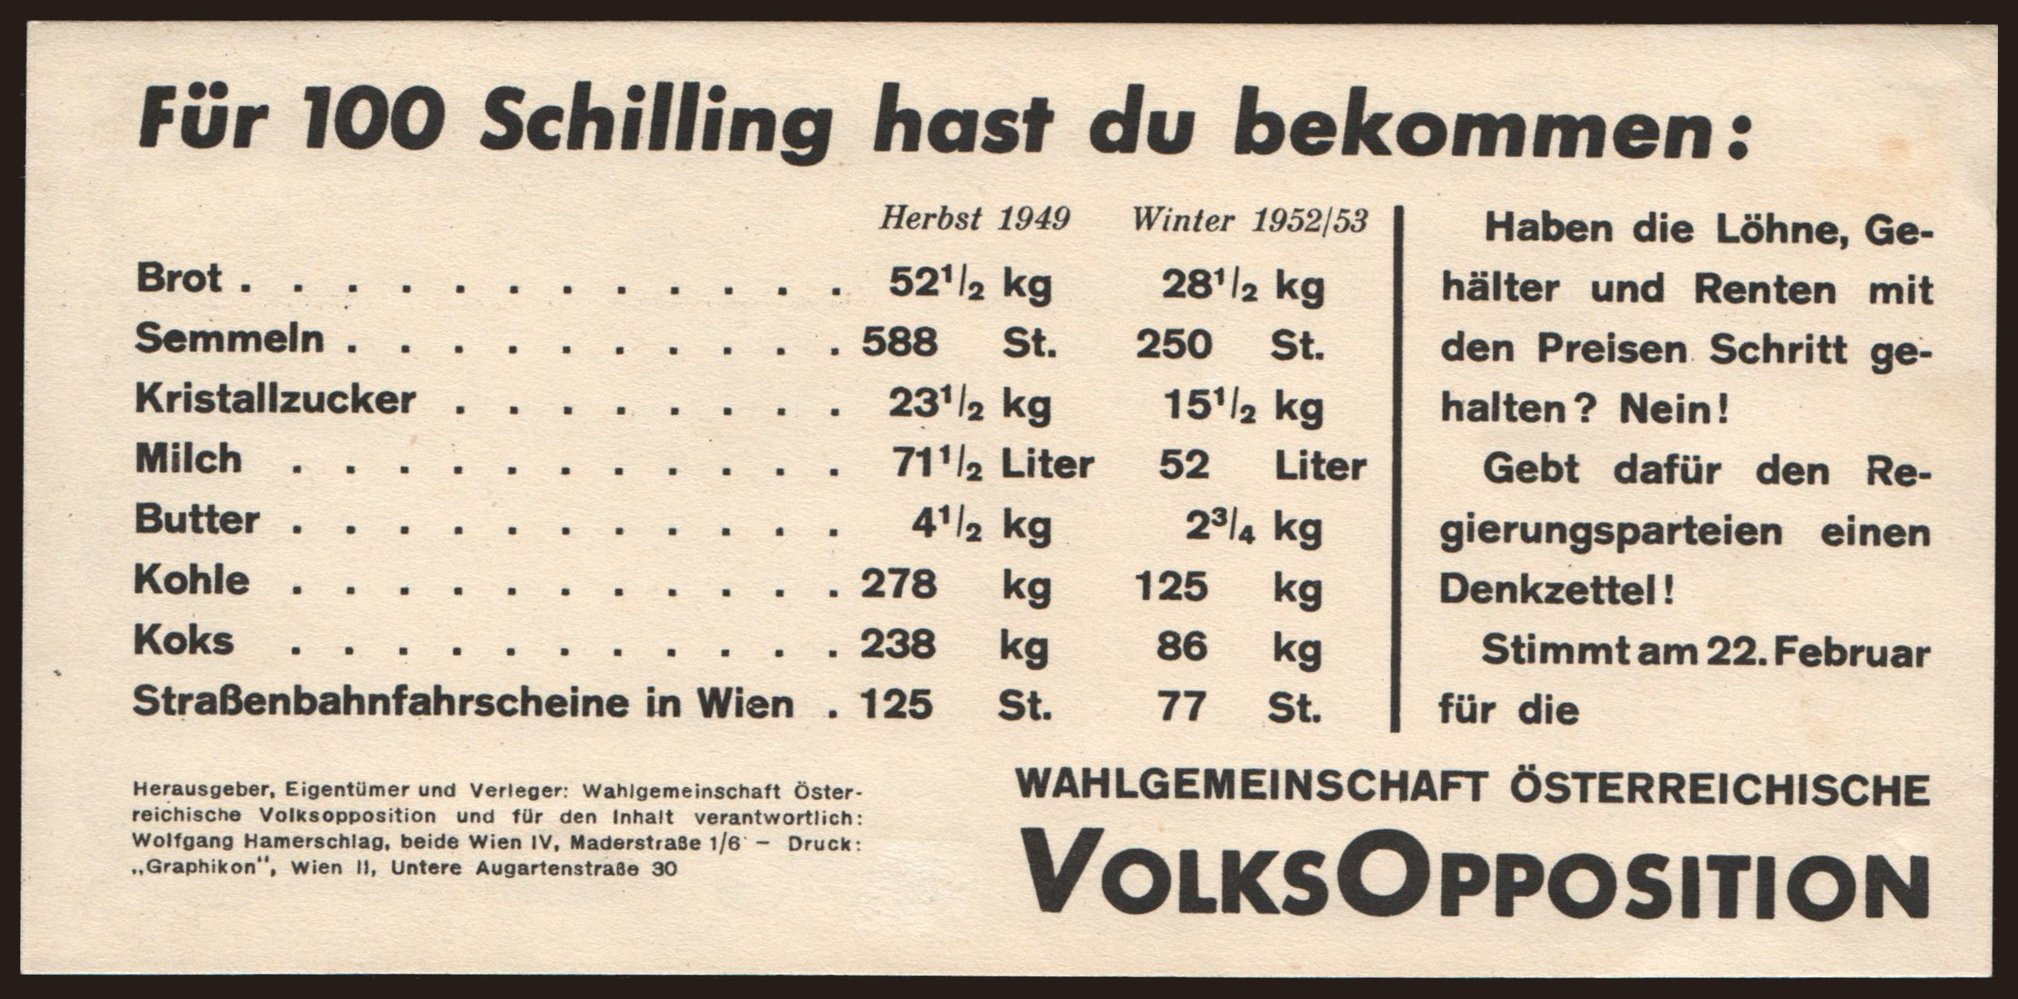 Für 100 Schilling hast du bekommen:
Herbst 1949 Winter 1952/53
Brot . . . . . . . . . . . . 52¹/₂ kg 28¹/₂ kg
Semmeln . . . . . . . . . . 588 St. 250 St.
Kristallzucker . . . . . . . . 23¹/₂ kg 15¹/₂ kg
Milch . . . . . . . . . . . 71¹/₂ Liter 52 Liter
Butter . . . . . . . . . . . 4¹/₂ kg 2³/₄ kg
Kohle . . . . . . . . . . . 278 kg 125 kg
Koks . . . . . . . . . . . 238 kg 86 kg
Straßenbahnfahrscheine in Wien . 125 St. 77 St.
Haben die Löhne, Ge-
hälter und Renten mit
den Preisen Schritt ge-
halten? Nein!
Gebt dafür den Re-
gierungsparteien einen
Denkzettel!
Stimmt am 22. Februar
für die
WAHLGEMEINSCHAFT ÖSTERREICHISCHE
VOLKSOPPOSITION
Herausgeber, Eigentümer und Verleger: Wahlgemeinschaft Öster-
reichische Volksopposition und für den Inhalt verantwortlich:
Wolfgang Hamerschlag, beide Wien IV, Maderstraße 1/6 — Druck:
„Graphikon“, Wien II, Untere Augartenstraße 30